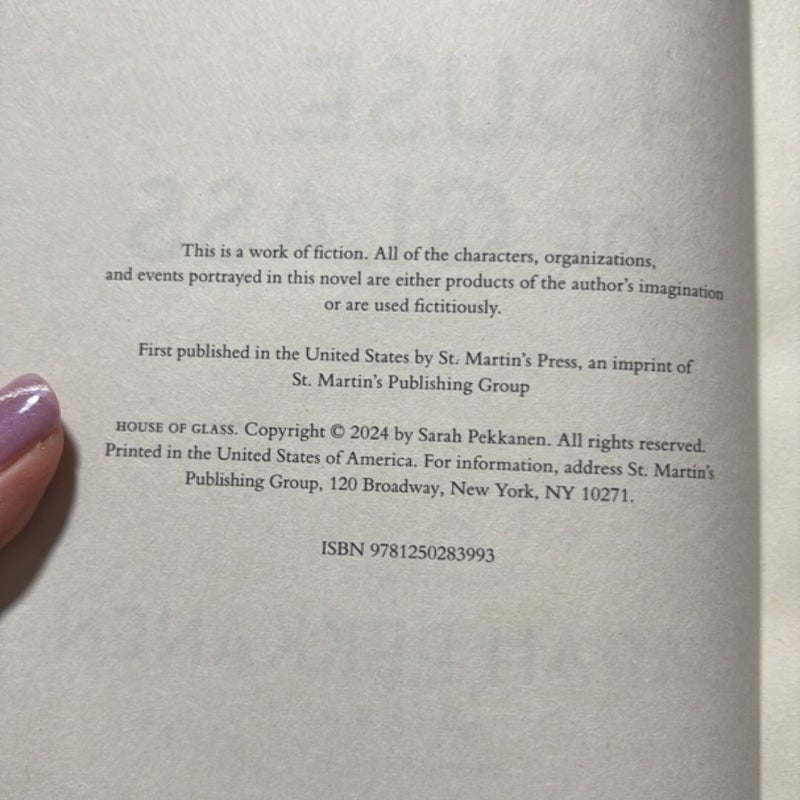 This is a work of fiction. All of the characters, organizations,
and events portrayed in this novel are either products of the author's imagination
or are used fictitiously.
First published in the United States by St. Martin's Press, an imprint of
St. Martin's Publishing Group
HOUSE OF GLASS. Copyright © 2024 by Sarah Pekkanen. All rights reserved.
Printed in the United States of America. For information, address St. Martin's
Publishing Group, 120 Broadway, New York, NY 10271.
ISBN 9781250283993